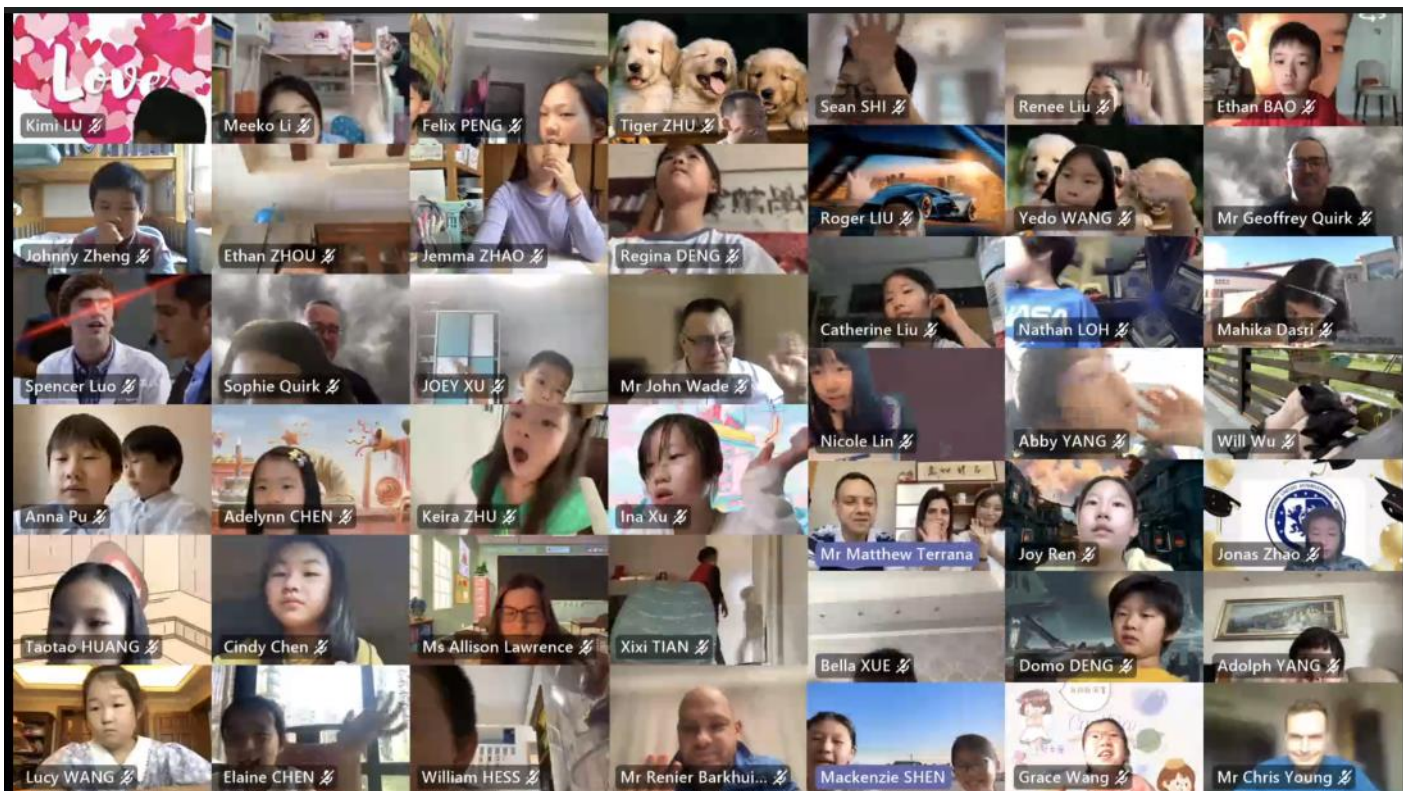 Love
Kimi LU
Meeko Li
Felix PENG
Tiger ZHU
Johnny Zheng
Ethan ZHOU
Jemma ZHAO
Regina DENG
Spencer Luo
Sophie Quirk
JOEY XU
Mr John Wade
Anna Pu
Adelynn CHEN
Keira ZHU
Ina Xu
Taotao HUANG
Cindy Chen
Ms Allison Lawrence
Xixi TIAN
Lucy WANG
Elaine CHEN
William HESS
Mr Renier Barkhui...
Sean SHI
Renee Liu
Ethan BAO
Roger LIU
Yedo WANG
Mr Geoffrey Quirk
Catherine Liu
NASA
Nathan LOH
Mahika Dasri
Nicole Lin
Abby YANG
Will Wu
Mr Matthew Terrana
Joy Ren
Jonas Zhao
Bella XUE
Domo DENG
Adolph YANG
Mackenzie SHEN
Grace Wang
Mr Chris Young